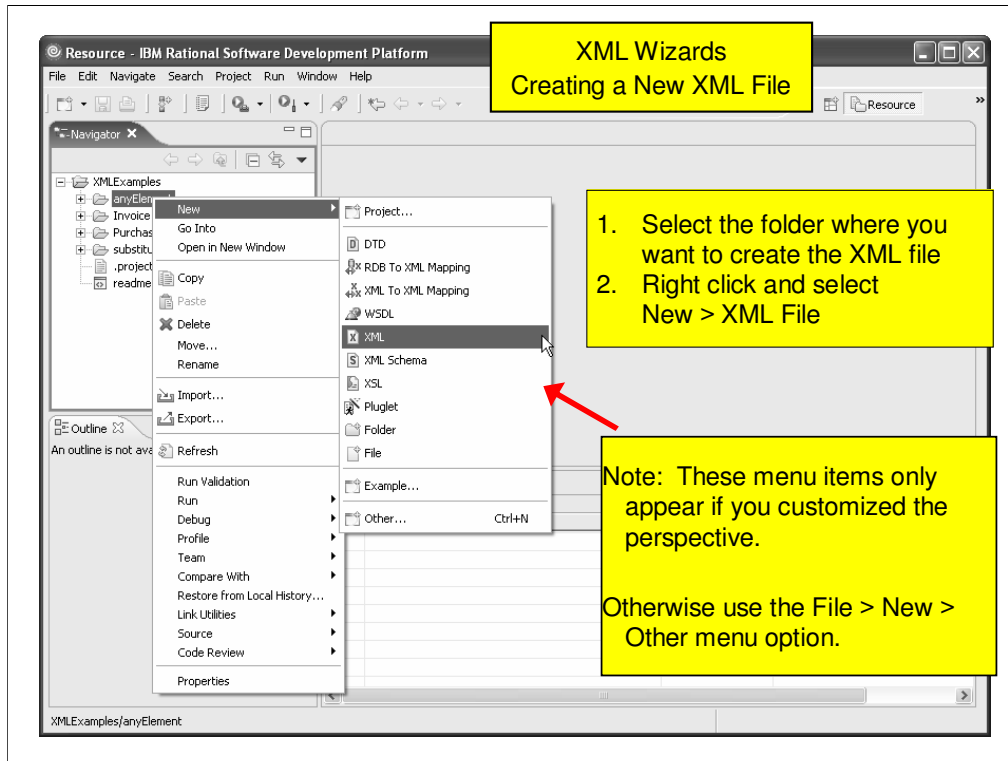 Resource - IBM Rational Software Development Platform
XML Wizards
Creating a New XML File
File Edit Navigate Search Project Run Window Help
Resource
Navigator
XMLExamples
anyElement
Invoice
Purchas
substitu
.project
readme
New
Go Into
Open in New Window
Copy
Paste
Delete
Move...
Rename
Import...
Export...
Refresh
Run Validation
Run
Debug
Profile
Team
Compare With
Restore from Local History...
Link Utilities
Source
Code Review
Properties
Project...
DTD
RDB To XML Mapping
XML To XML Mapping
WSDL
XML
XML Schema
XSL
Pluglet
Folder
File
Example...
Other... Ctrl+N
1. Select the folder where you
want to create the XML file
2. Right click and select
New > XML File
Outline
An outline is not ava
Note: These menu items only
appear if you customized the
perspective.
Otherwise use the File > New >
Other menu option.
XMLExamples/anyElement